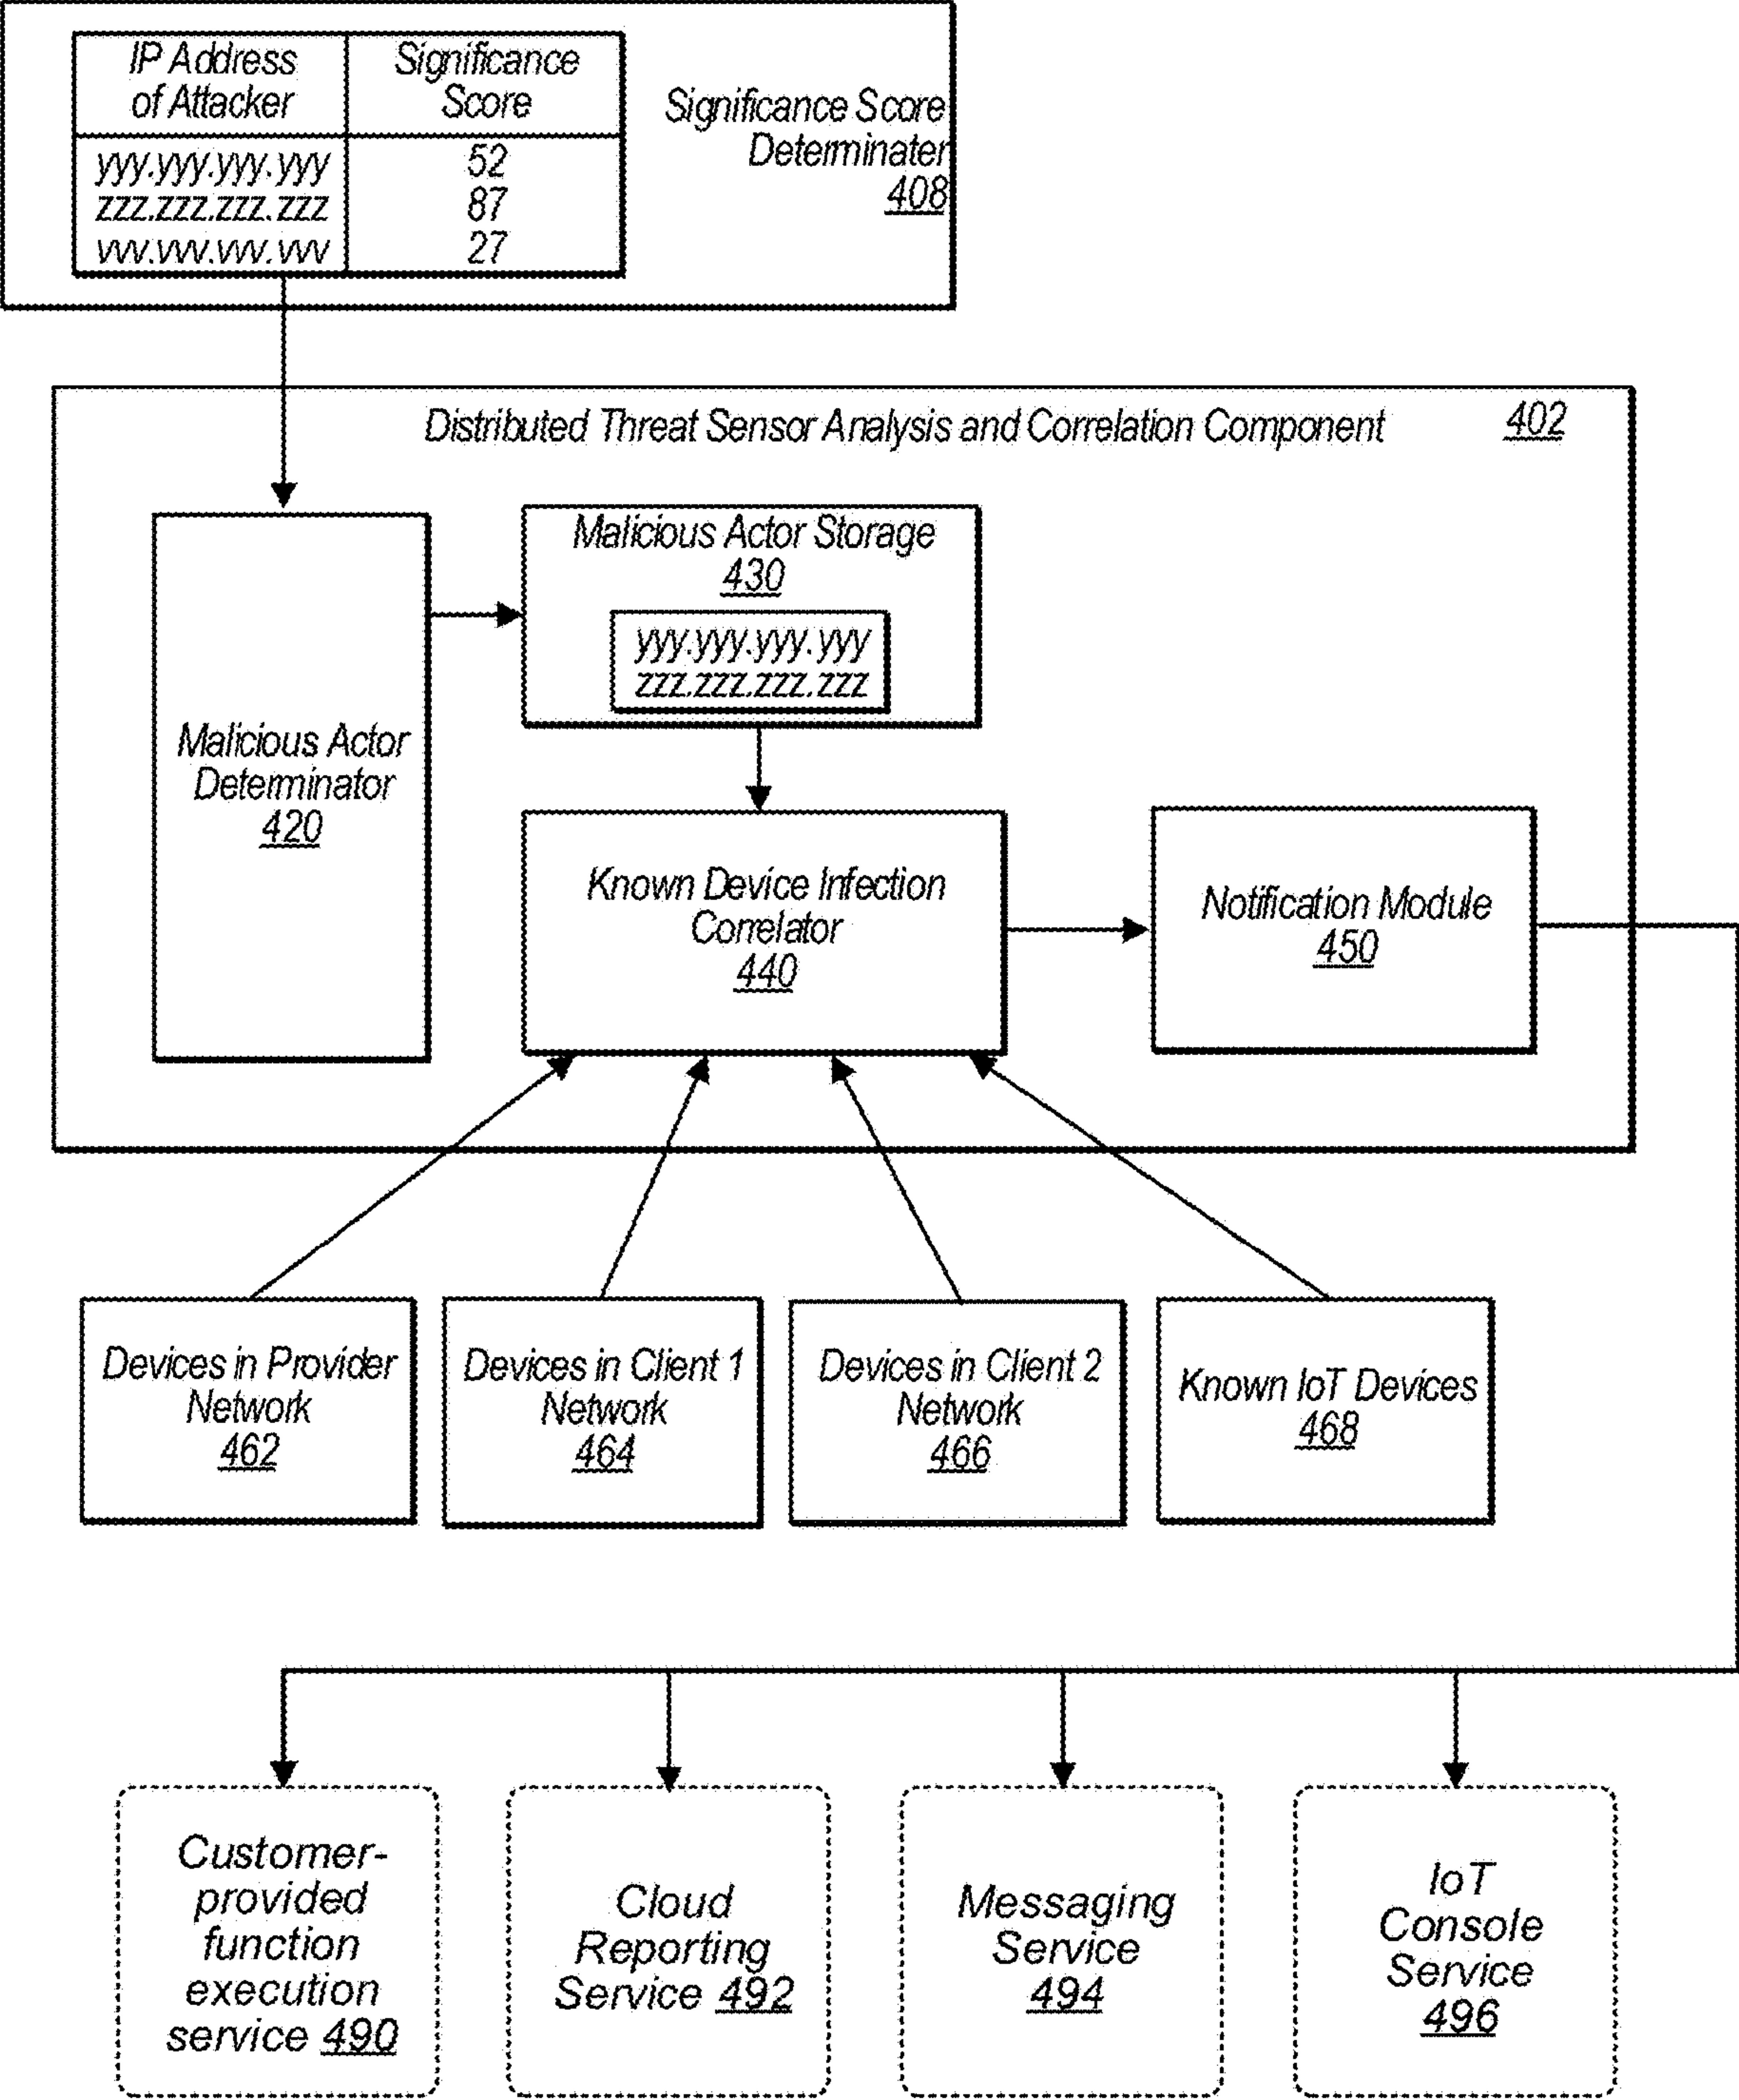 IP Address of Attacker
Significance Score
yyy.yyy.yyy.yyy 52
zzz.zzz.zzz.zzz 87
vvv.vvv.vvv.vvv 27
Significance Score
Determinater
408
Distributed Threat Sensor Analysis and Correlation Component 402
Malicious Actor
Determinator
420
Malicious Actor Storage
430
yyy.yyy.yyy.yyy
zzz.zzz.zzz.zzz
Known Device Infection
Correlator
440
Notification Module
450
Devices in Provider
Network
462
Devices in Client 1
Network
464
Devices in Client 2
Network
466
Known IoT Devices
468
Customer-
provided
function
execution
service 490
Cloud
Reporting
Service 492
Messaging
Service
494
IoT
Console
Service
496